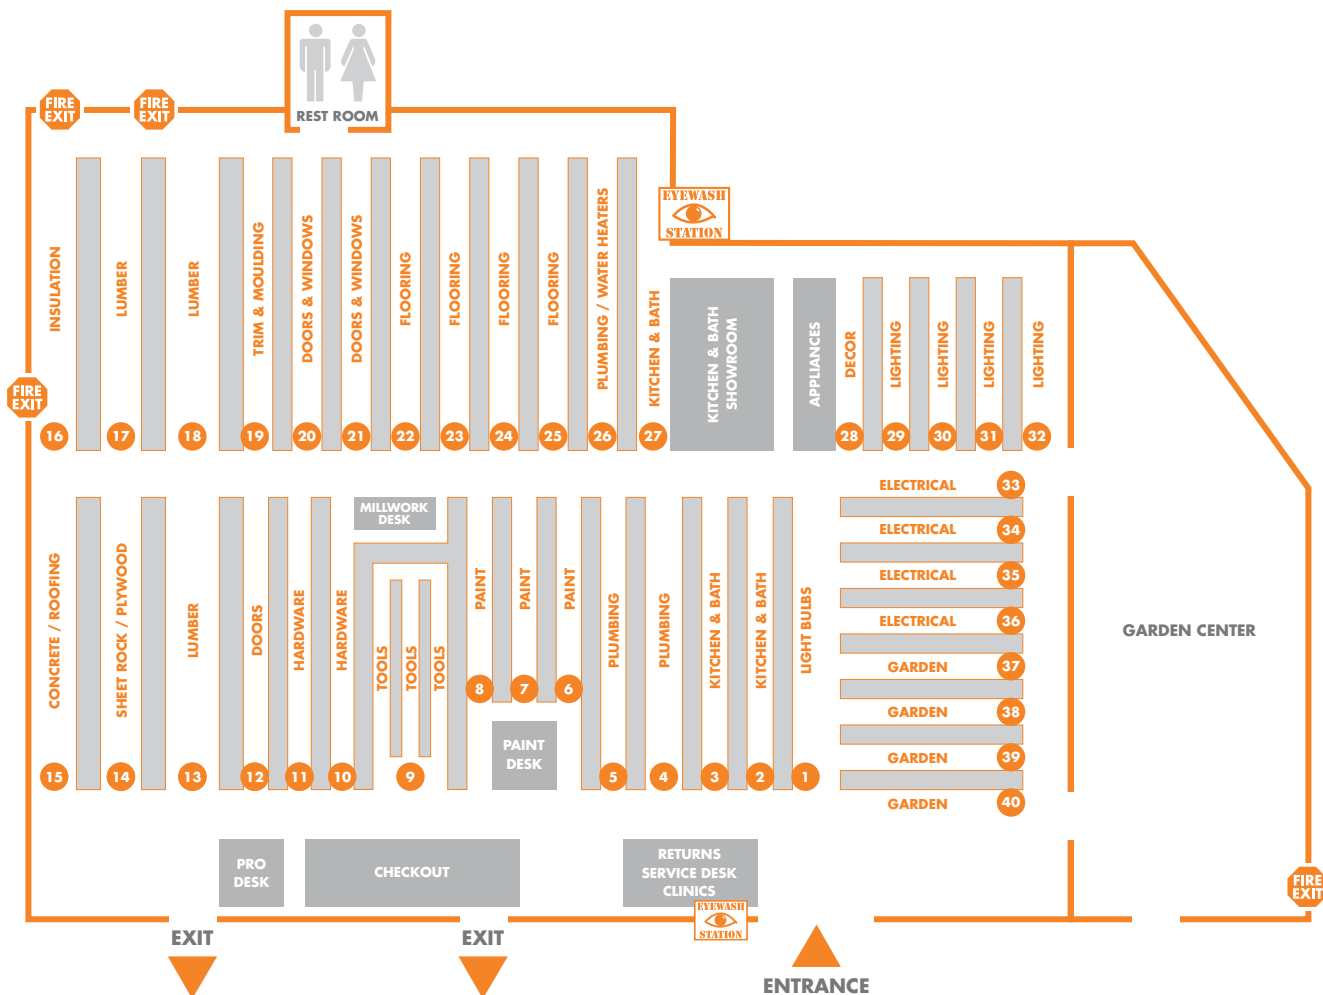 REST ROOM
FIRE
EXIT
FIRE
EXIT
EYEWASH
STATION
INSULATION
LUMBER
LUMBER
TRIM & MOULDING
DOORS & WINDOWS
DOORS & WINDOWS
FLOORING
FLOORING
FLOORING
FLOORING
PLUMBING / WATER HEATERS
KITCHEN & BATH
KITCHEN & BATH
SHOWROOM
APPLIANCES
DECOR
LIGHTING
LIGHTING
LIGHTING
LIGHTING
FIRE
EXIT
16
17
18
19
20
21
22
23
24
25
26
27
28
29
30
31
32
ELECTRICAL 33
ELECTRICAL 34
ELECTRICAL 35
ELECTRICAL 36
GARDEN 37
GARDEN 38
GARDEN 39
GARDEN 40
GARDEN CENTER
MILLWORK
DESK
CONCRETE / ROOFING
SHEET ROCK / PLYWOOD
LUMBER
DOORS
HARDWARE
HARDWARE
TOOLS
TOOLS
TOOLS
PAINT
PAINT
PAINT
PLUMBING
PLUMBING
KITCHEN & BATH
KITCHEN & BATH
LIGHT BULBS
8
7
6
PAINT
DESK
15
14
13
12
11
10
9
5
4
3
2
1
PRO
DESK
CHECKOUT
RETURNS
SERVICE DESK
CLINICS
EYEWASH
STATION
FIRE
EXIT
EXIT
EXIT
ENTRANCE